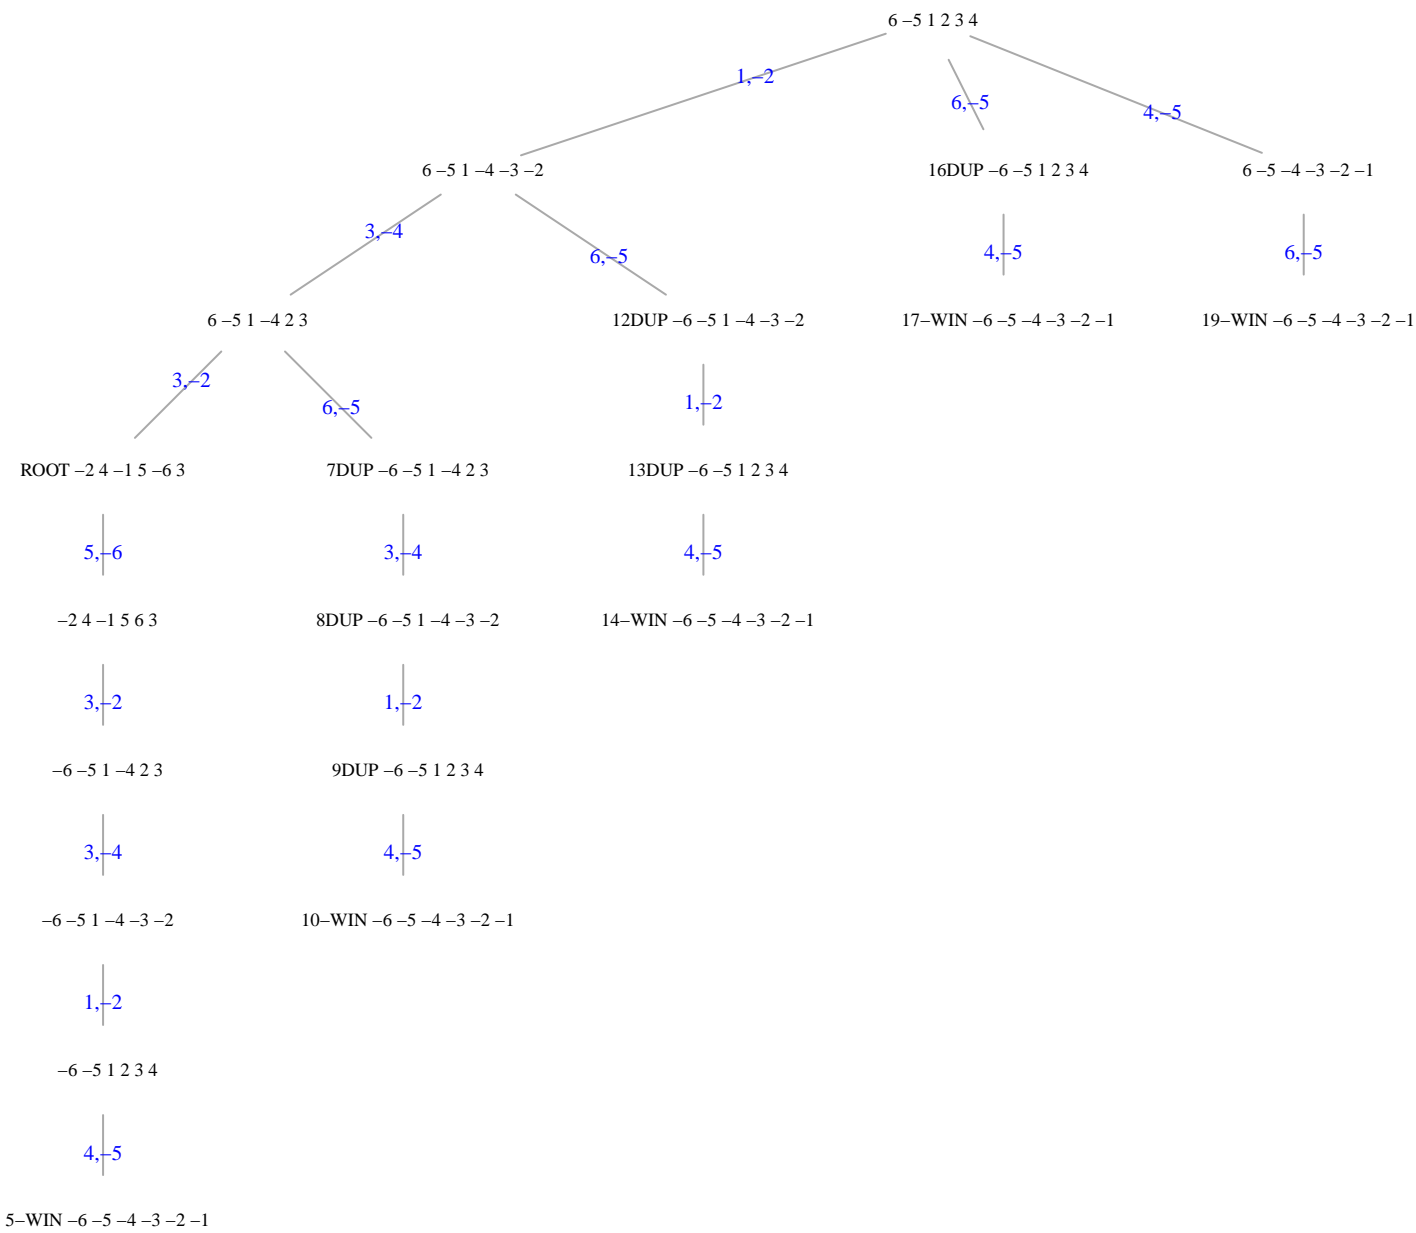 6 –5 1 2 3 4
1,–2
6,–5
4,–5
6 –5 1 –4 –3 –2
16DUP –6 –5 1 2 3 4
6 –5 –4 –3 –2 –1
3,–4
6,–5
4,–5
6,–5
6 –5 1 –4 2 3
12DUP –6 –5 1 –4 –3 –2
17–WIN –6 –5 –4 –3 –2 –1
19–WIN –6 –5 –4 –3 –2 –1
3,–2
6,–5
1,–2
ROOT –2 4 –1 5 –6 3
7DUP –6 –5 1 –4 2 3
13DUP –6 –5 1 2 3 4
5,–6
3,–4
4,–5
–2 4 –1 5 6 3
8DUP –6 –5 1 –4 –3 –2
14–WIN –6 –5 –4 –3 –2 –1
3,–2
1,–2
–6 –5 1 –4 2 3
9DUP –6 –5 1 2 3 4
3,–4
4,–5
–6 –5 1 –4 –3 –2
10–WIN –6 –5 –4 –3 –2 –1
1,–2
–6 –5 1 2 3 4
4,–5
5–WIN –6 –5 –4 –3 –2 –1